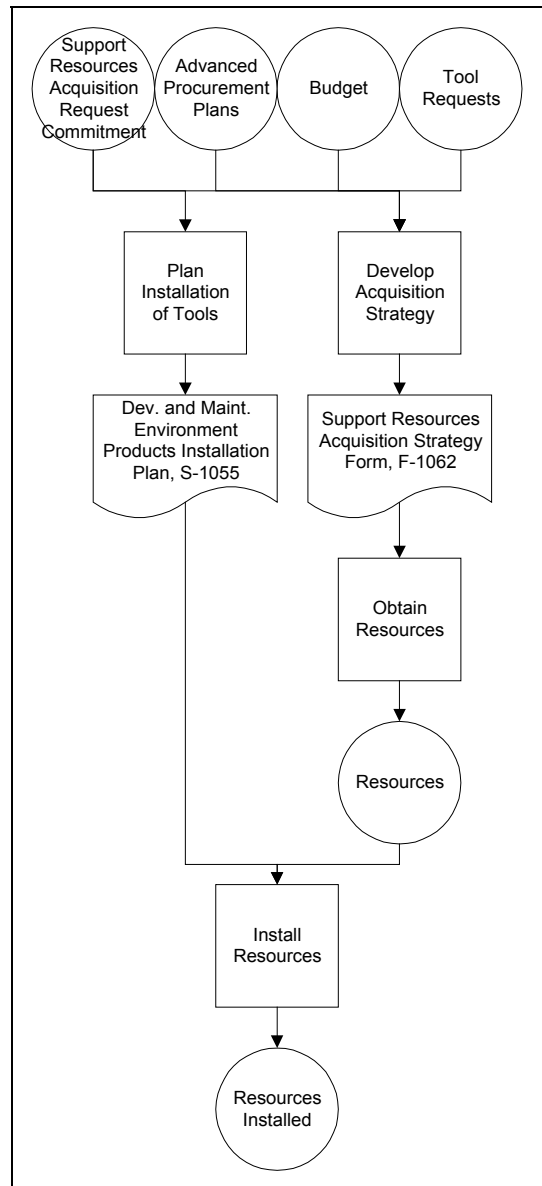 Support
Resources
Acquisition
Request
Commitment
Advanced
Procurement
Plans
Budget
Tool
Requests
Plan
Installation
of Tools
Develop
Acquisition
Strategy
Dev. and Maint.
Environment
Products Installation
Plan, S-1055
Support Resources
Acquisition Strategy
Form, F-1062
Obtain
Resources
Resources
Install
Resources
Resources
Installed